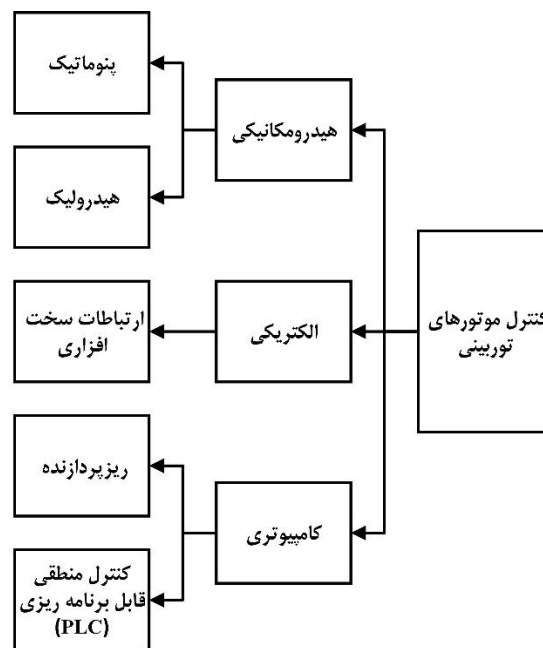 کنترل موتورهای
توربینی
هیدرومکانیکی
پنوماتیک
هیدرولیک
الکتریکی
ارتباطات سخت
افزاری
کامپیوتری
ریزپردازنده
کنترل منطقی
قابل برنامه ریزی
(PLC)